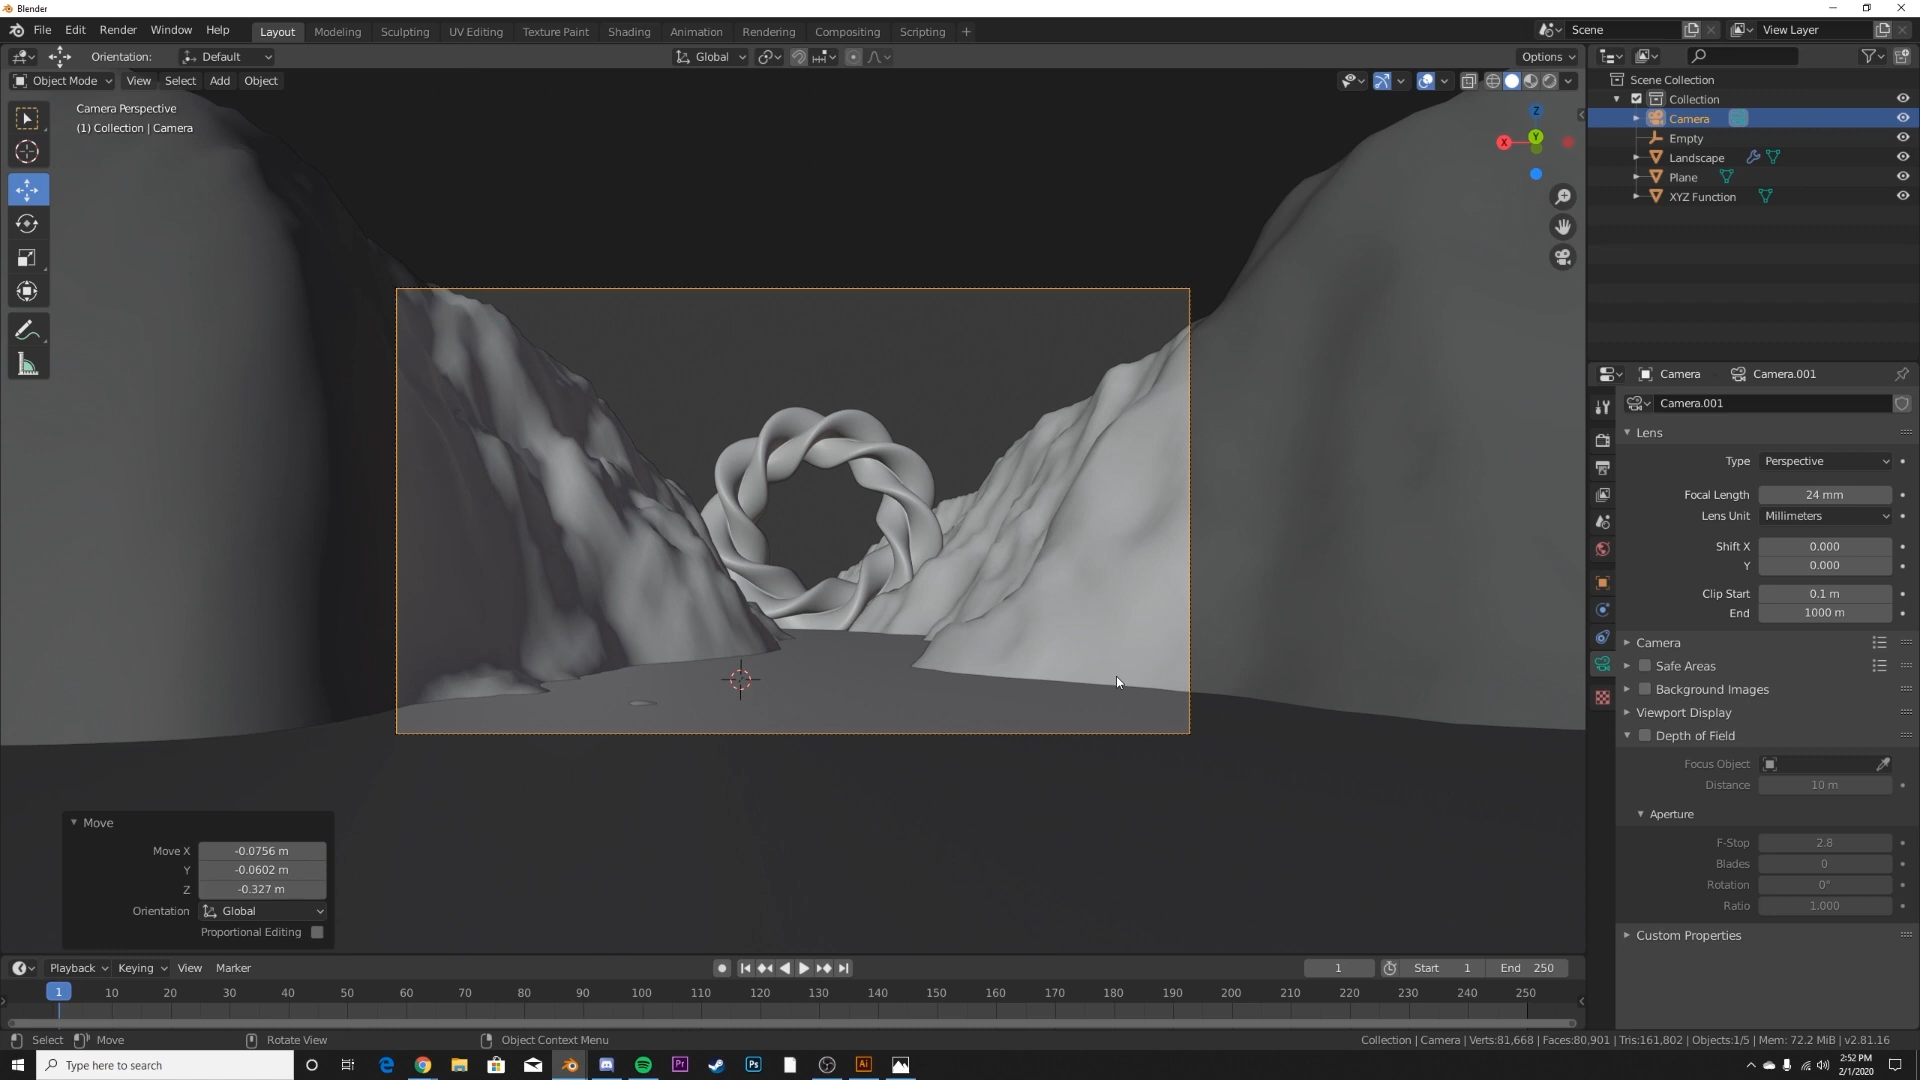 Blender
File Edit Render Window Help Layout Modeling Sculpting UV Editing Texture Paint Shading Animation Rendering Compositing Scripting + Scene View Layer
Orientation: Default Global Options
Object Mode View Select Add Object
Camera Perspective
(1) Collection | Camera
Z
Y
X
Scene Collection
Collection
Camera
Empty
Landscape
Plane
XYZ Function
Camera Camera.001
Camera.001
Lens
Type Perspective
Focal Length 24 mm
Lens Unit Millimeters
Shift X 0.000
Y 0.000
Clip Start 0.1 m
End 1000 m
Camera
Safe Areas
Background Images
Viewport Display
Depth of Field
Focus Object
Distance 10 m
Aperture
F-Stop 2.8
Blades 0
Rotation 0°
Ratio 1.000
Custom Properties
Move
Move X -0.0756 m
Y -0.0602 m
Z -0.327 m
Orientation Global
Proportional Editing
Playback Keying View Marker 1 Start 1 End 250
1 10 20 30 40 50 60 70 80 90 100 110 120 130 140 150 160 170 180 190 200 210 220 230 240 250
Select Move Rotate View Object Context Menu Collection | Camera | Verts:81,668 | Faces:80,901 | Tris:161,802 | Objects:1/5 | Mem: 72.2 MiB | v2.81.16
Type here to search Pr Ps Ai 2:52 PM
2/1/2020